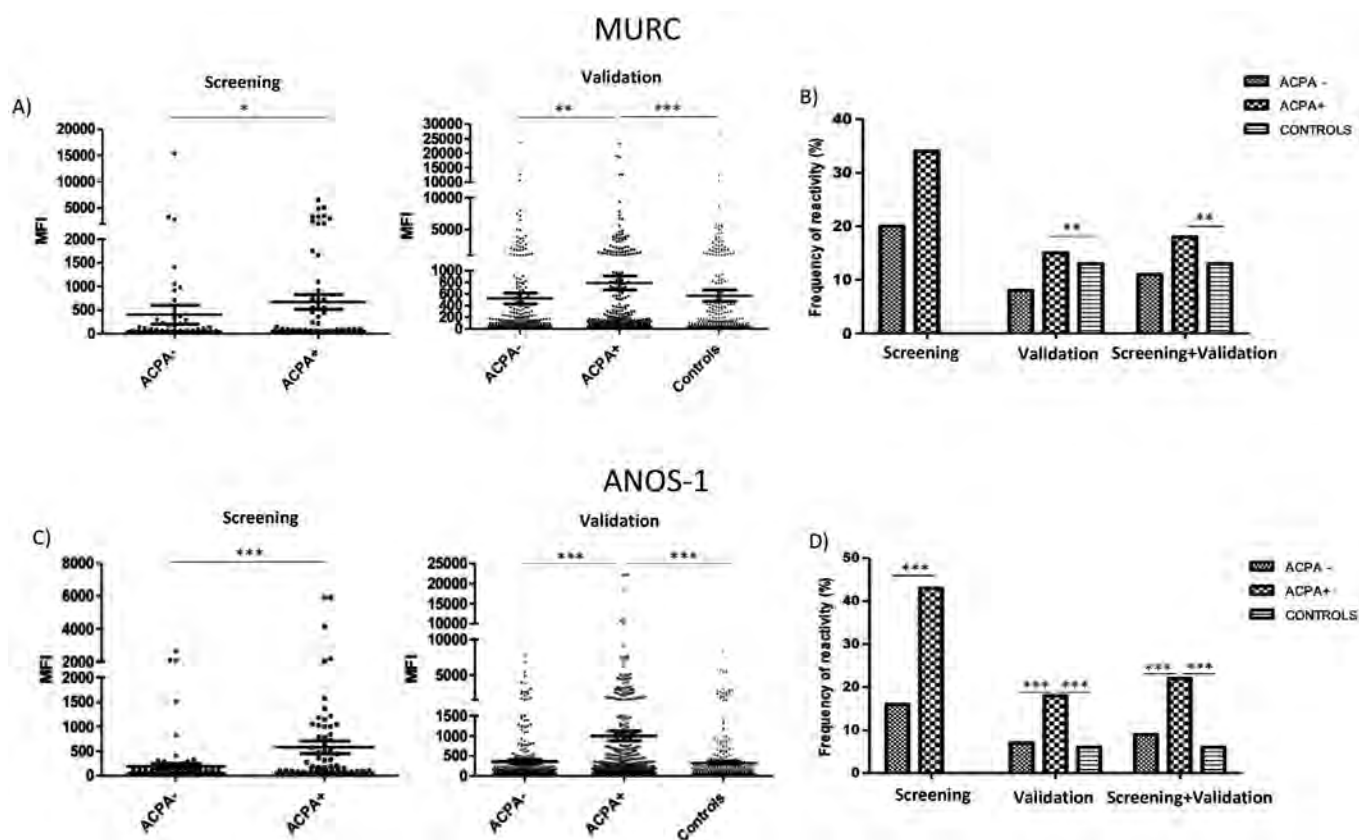 MURC
Screening
Validation
A)
*
** ***
MFI
20000
15000
10000
5000
2000
1500
1000
500
0
ACPA-
ACPA+
MFI
30000
25000
20000
15000
10000
5000
1000
800
600
400
200
0
ACPA-
ACPA+
Controls
B)
ACPA -
ACPA+
CONTROLS
Frequency of reactivity (%)
40
30
20
10
0
**
**
Screening
Validation
Screening+Validation
ANOS-1
Screening
Validation
C)
***
*** ***
MFI
8000
6000
4000
2000
2000
1500
1000
500
0
ACPA-
ACPA+
MFI
25000
20000
15000
10000
5000
1500
1000
500
0
ACPA-
ACPA+
Controls
D)
ACPA -
ACPA+
CONTROLS
Frequency of reactivity (%)
50
40
30
20
10
0
***
*** ***
*** ***
Screening
Validation
Screening+Validation